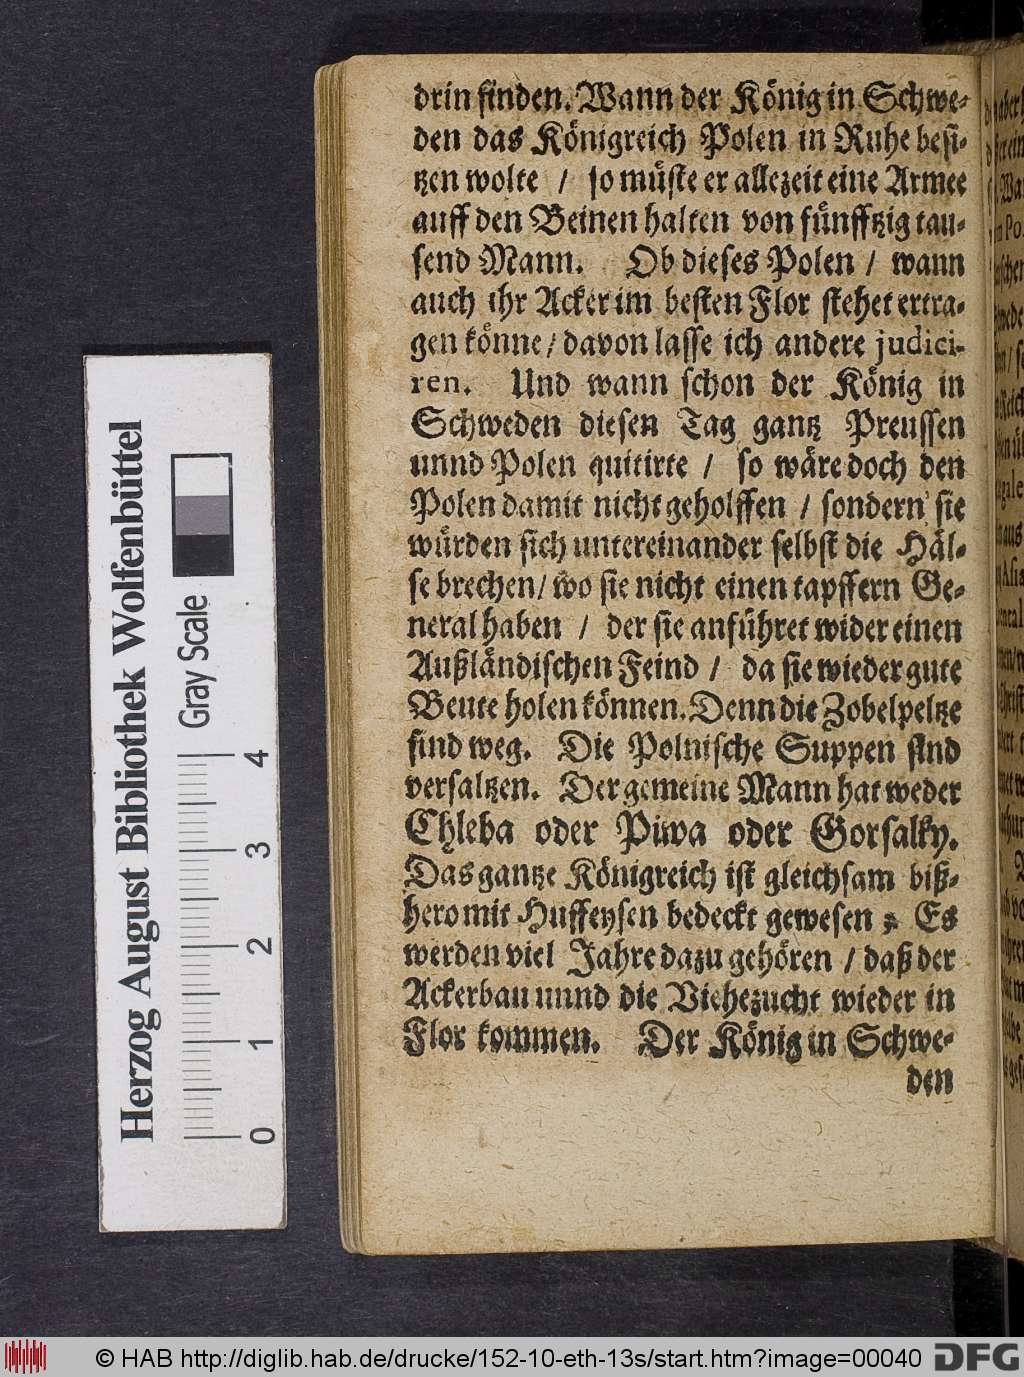 drin finden. Wann der König in Schwe-
den das Königreich Polen in Ruhe besi-
tzen wolte / so müste er allezeit eine Armee
auff den Beinen halten von fünfftzig tau-
send Mann. Ob dieses Polen / wann
auch ihr Acker im besten Flor stehet ertra-
gen könne / davon lasse ich andere judici-
ren. Und wann schon der König in
Schweden diesen Tag gantz Preussen
unnd Polen quitirte / so wäre doch den
Polen damit nicht geholffen / sondern sie
würden sich untereinander selbst die Häl-
se brechen / wo sie nicht einen tapffern Ge-
neral haben / der sie anführet wider einen
Außländischen Feind / da sie wieder gute
Beute holen können. Denn die Zobelpeltze
sind weg. Die Polnische Suppen sind
versaltzen. Der gemeine Mann hat weder
Chleba oder Piwa oder Gorsalky.
Das gantze Königreich ist gleichsam biß-
hero mit Huffeysen bedeckt gewesen / Es
werden viel Jahre dazu gehören / daß der
Ackerbau unnd die Viehezucht wieder in
Flor kommen. Der König in Schwe-
den
Herzog August Bibliothek Wolfenbüttel
Gray Scale
0 1 2 3 4
© HAB http://diglib.hab.de/drucke/152-10-eth-13s/start.htm?image=00040
DFG